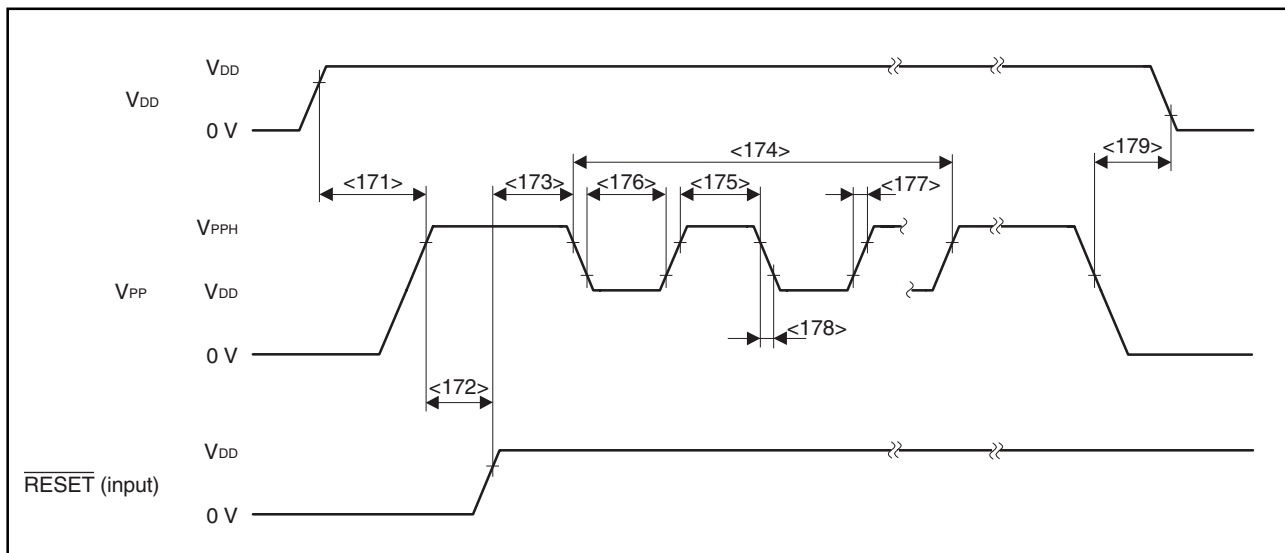 VDD
VDD
0 V
<174>
<179>
<171>
<173>
<176>
<175>
<177>
VPPH
VPP
VDD
<178>
0 V
<172>
VDD
RESET (input)
0 V